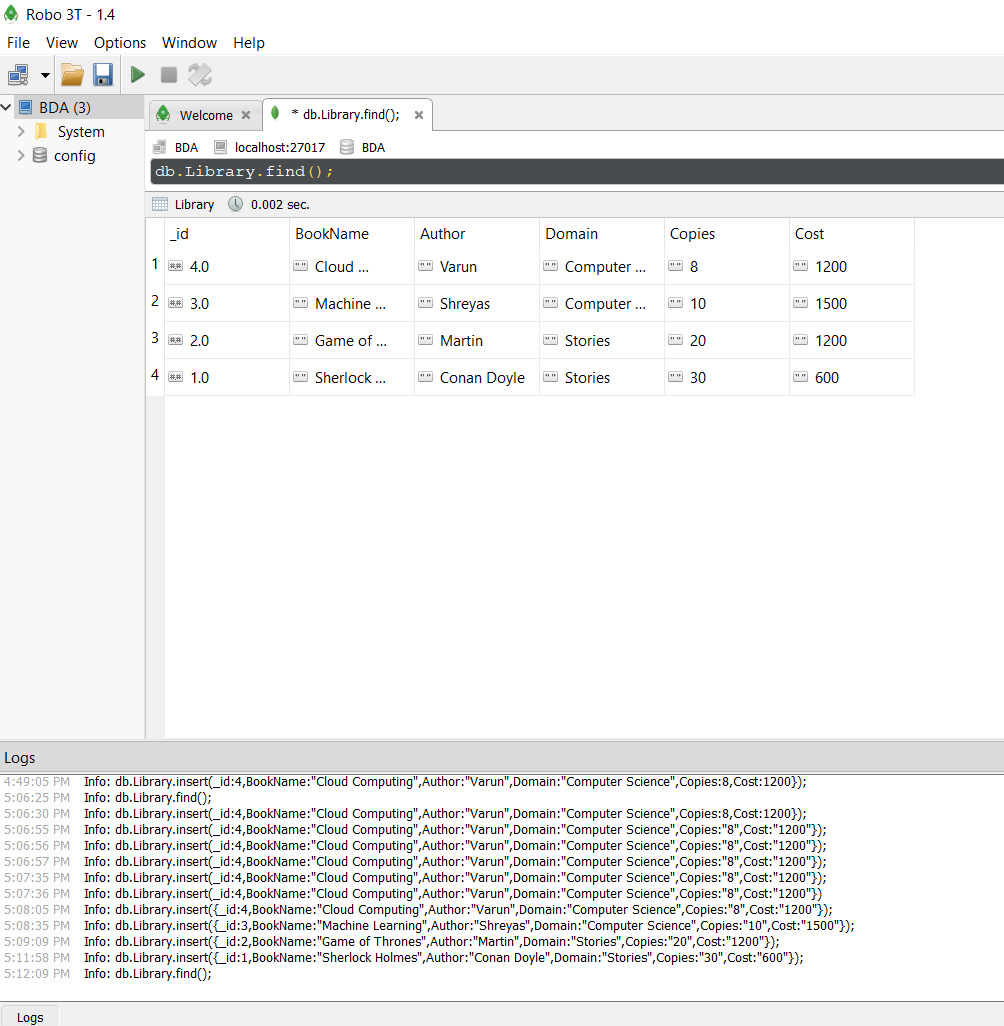 Robo 3T - 1.4
File View Options Window Help
BDA (3)
System
config
Welcome
* db.Library.find();
BDA localhost:27017 BDA
db.Library.find();
Library 0.002 sec.
_id BookName Author Domain Copies Cost
1 4.0 Cloud ... Varun Computer ... 8 1200
2 3.0 Machine ... Shreyas Computer ... 10 1500
3 2.0 Game of ... Martin Stories 20 1200
4 1.0 Sherlock ... Conan Doyle Stories 30 600
Logs
4:49:05 PM Info: db.Library.insert(_id:4,BookName:"Cloud Computing",Author:"Varun",Domain:"Computer Science",Copies:8,Cost:1200});
5:06:25 PM Info: db.Library.find();
5:06:30 PM Info: db.Library.insert(_id:4,BookName:"Cloud Computing",Author:"Varun",Domain:"Computer Science",Copies:8,Cost:1200});
5:06:55 PM Info: db.Library.insert(_id:4,BookName:"Cloud Computing",Author:"Varun",Domain:"Computer Science",Copies:"8",Cost:"1200"});
5:06:56 PM Info: db.Library.insert(_id:4,BookName:"Cloud Computing",Author:"Varun",Domain:"Computer Science",Copies:"8",Cost:"1200"});
5:06:57 PM Info: db.Library.insert(_id:4,BookName:"Cloud Computing",Author:"Varun",Domain:"Computer Science",Copies:"8",Cost:"1200"});
5:07:35 PM Info: db.Library.insert(_id:4,BookName:"Cloud Computing",Author:"Varun",Domain:"Computer Science",Copies:"8",Cost:"1200"});
5:07:36 PM Info: db.Library.insert(_id:4,BookName:"Cloud Computing",Author:"Varun",Domain:"Computer Science",Copies:"8",Cost:"1200"})
5:08:05 PM Info: db.Library.insert({_id:4,BookName:"Cloud Computing",Author:"Varun",Domain:"Computer Science",Copies:"8",Cost:"1200"});
5:08:35 PM Info: db.Library.insert({_id:3,BookName:"Machine Learning",Author:"Shreyas",Domain:"Computer Science",Copies:"10",Cost:"1500"});
5:09:09 PM Info: db.Library.insert({_id:2,BookName:"Game of Thrones",Author:"Martin",Domain:"Stories",Copies:"20",Cost:"1200"});
5:11:58 PM Info: db.Library.insert({_id:1,BookName:"Sherlock Holmes",Author:"Conan Doyle",Domain:"Stories",Copies:"30",Cost:"600"});
5:12:09 PM Info: db.Library.find();
Logs